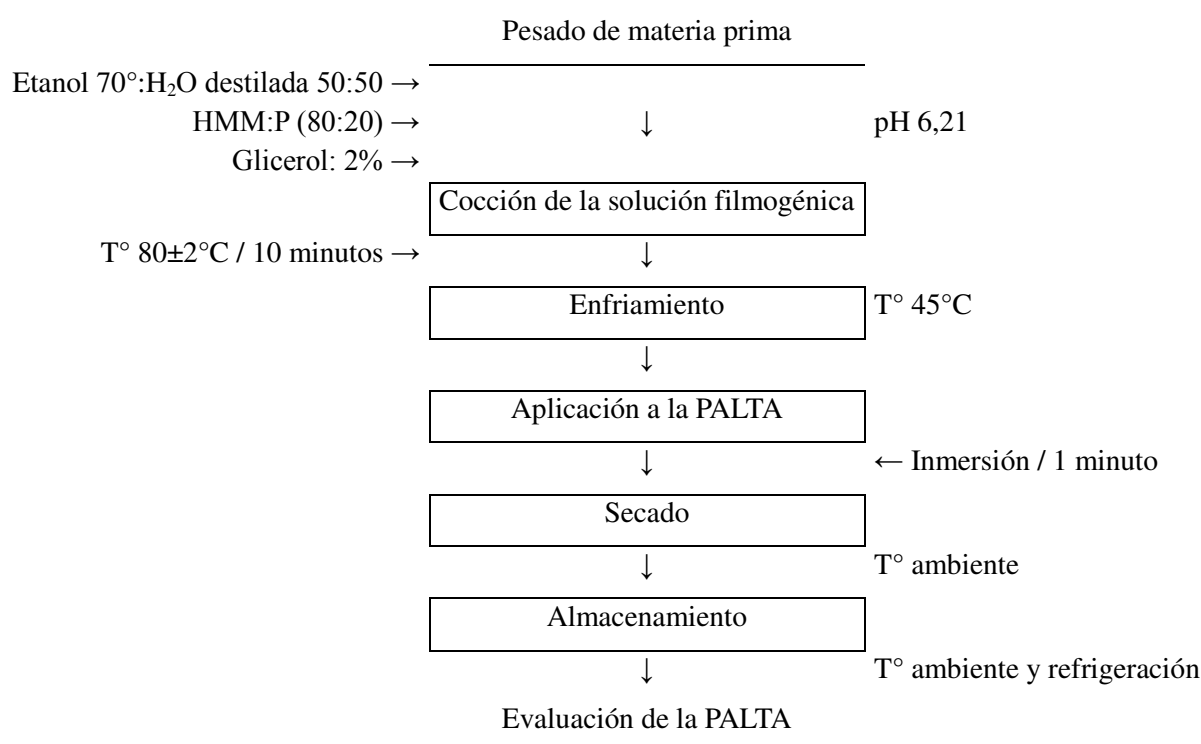 Pesado de materia prima
Etanol 70°:H₂O destilada 50:50 →
HMM:P (80:20) → ↓ pH 6,21
Glicerol: 2% →
Cocción de la solución filmogénica
T° 80±2°C / 10 minutos → ↓
Enfriamiento T° 45°C
↓
Aplicación a la PALTA
↓ ← Inmersión / 1 minuto
Secado
↓ T° ambiente
Almacenamiento
↓ T° ambiente y refrigeración
Evaluación de la PALTA